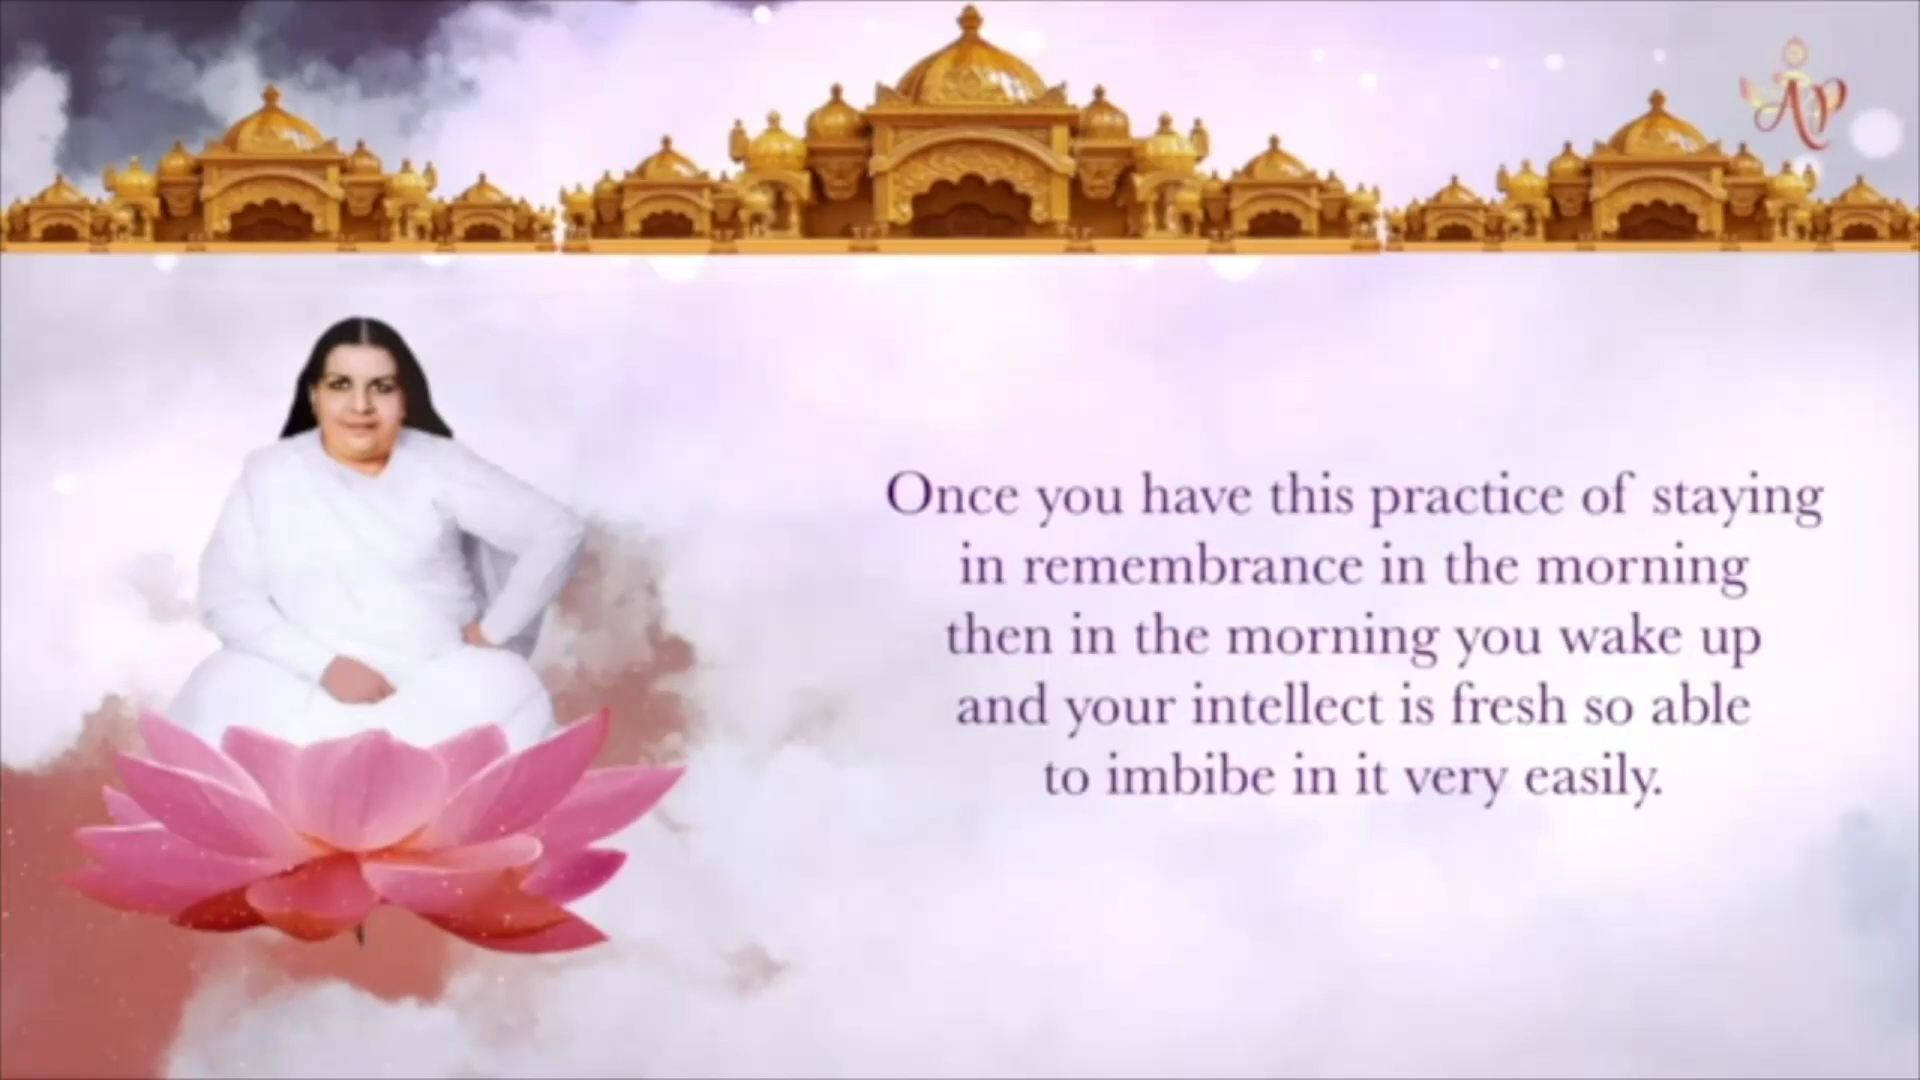 AP
Once you have this practice of staying
in remembrance in the morning
then in the morning you wake up
and your intellect is fresh so able
to imbibe in it very easily.